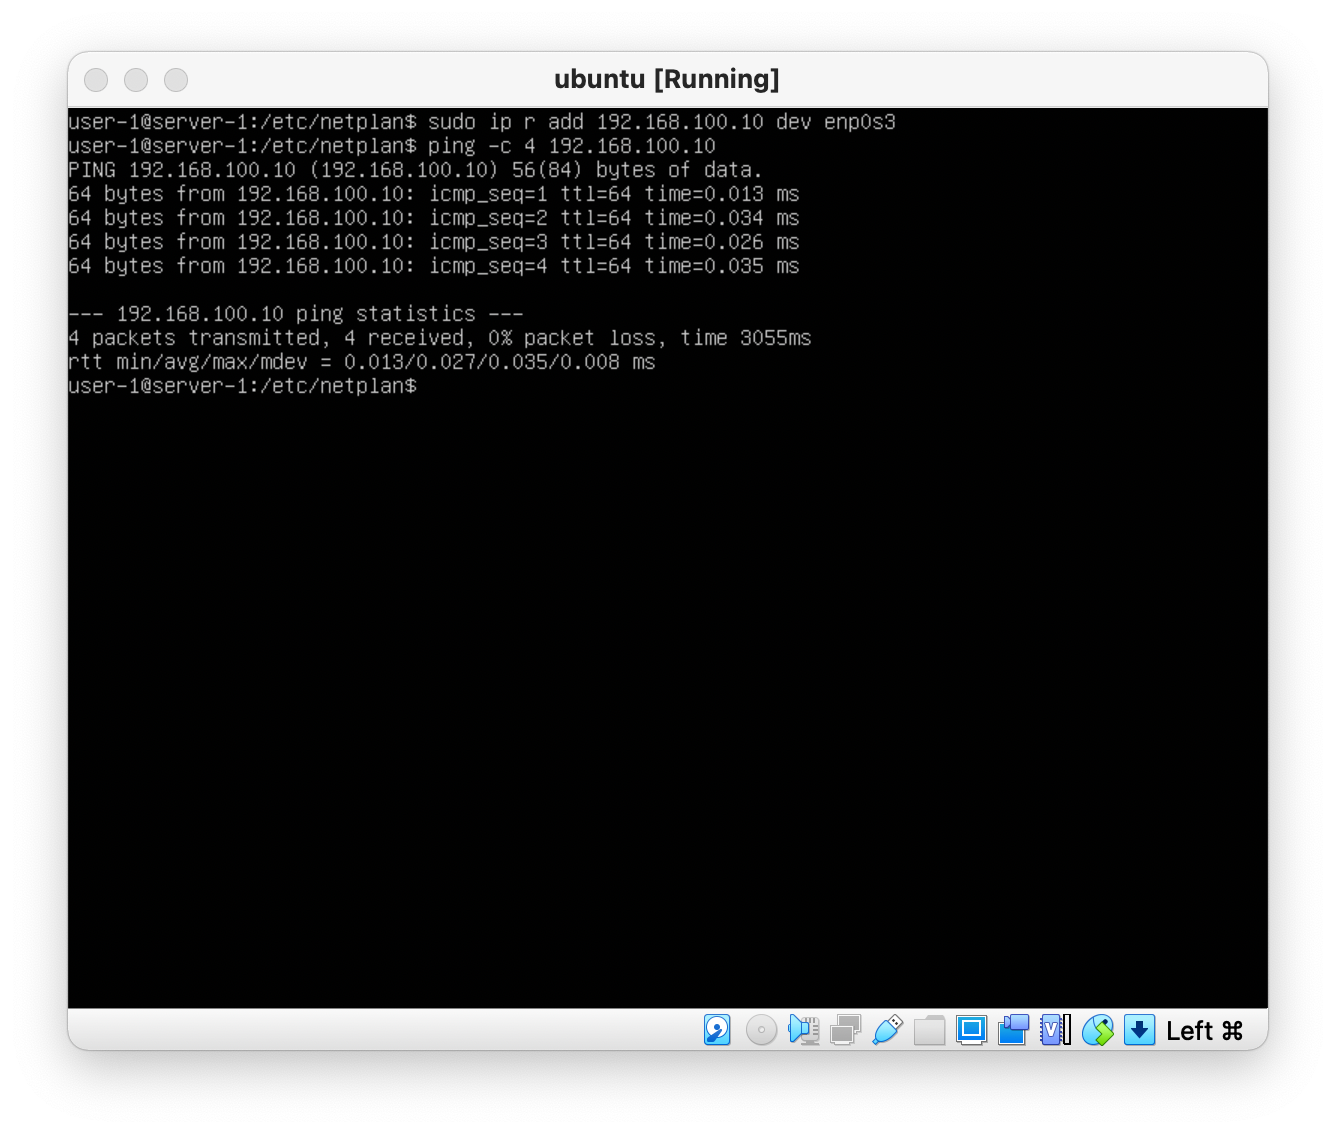 ubuntu [Running]
user-1@server-1:/etc/netplan$ sudo ip r add 192.168.100.10 dev enp0s3
user-1@server-1:/etc/netplan$ ping -c 4 192.168.100.10
PING 192.168.100.10 (192.168.100.10) 56(84) bytes of data.
64 bytes from 192.168.100.10: icmp_seq=1 ttl=64 time=0.013 ms
64 bytes from 192.168.100.10: icmp_seq=2 ttl=64 time=0.034 ms
64 bytes from 192.168.100.10: icmp_seq=3 ttl=64 time=0.026 ms
64 bytes from 192.168.100.10: icmp_seq=4 ttl=64 time=0.035 ms
--- 192.168.100.10 ping statistics ---
4 packets transmitted, 4 received, 0% packet loss, time 3055ms
rtt min/avg/max/mdev = 0.013/0.027/0.035/0.008 ms
user-1@server-1:/etc/netplan$
Left ⌘